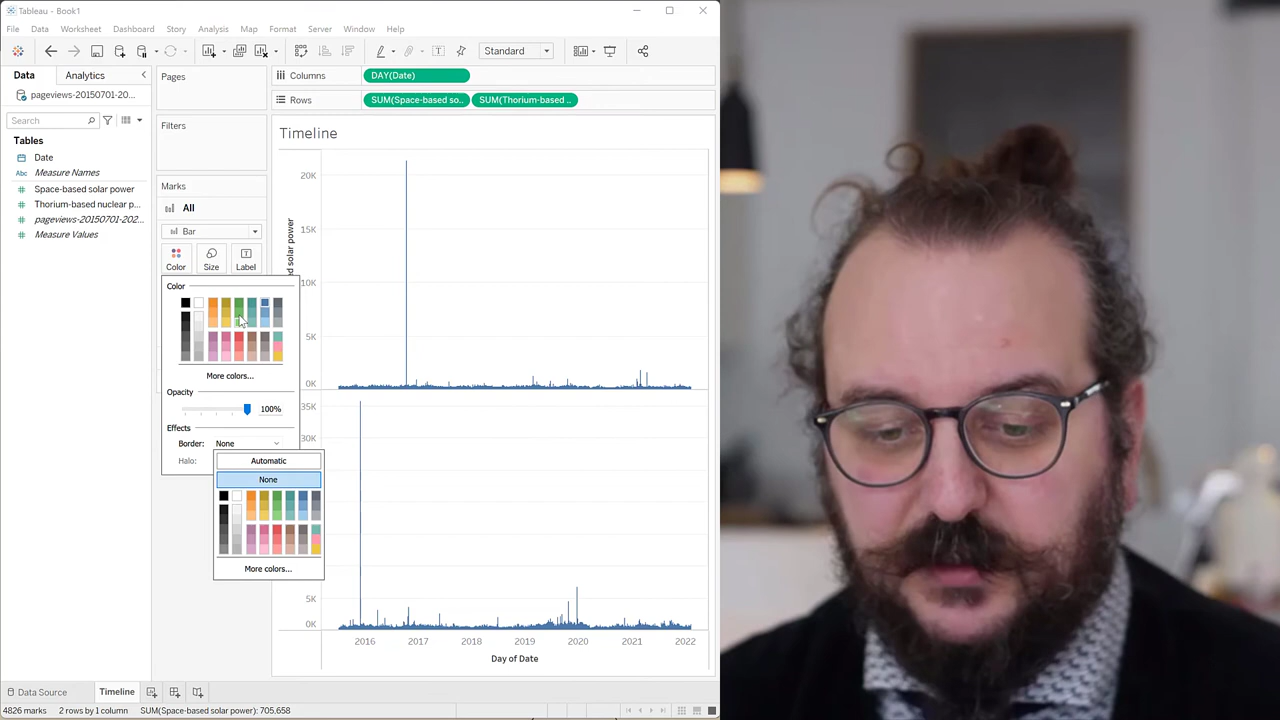 Tableau - Book1
File Data Worksheet Dashboard Story Analysis Map Format Server Window Help
Standard
Data Analytics
pageviews-20150701-20...
Search
Tables
Date
Abc Measure Names
Space-based solar power
Thorium-based nuclear p...
pageviews-20150701-202...
Measure Values
Pages
Filters
Marks
All
Bar
Color Size Label
Color
More colors...
Opacity
100%
Effects
Border: None
Halo:
Automatic
None
More colors...
Columns DAY(Date)
Rows SUM(Space-based so.. SUM(Thorium-based ..
Timeline
20K
15K
10K
5K
0K
d solar power
35K
30K
5K
0K
2016 2017 2018 2019 2020 2021 2022
Day of Date
Data Source Timeline
4826 marks 2 rows by 1 column SUM(Space-based solar power): 705,658